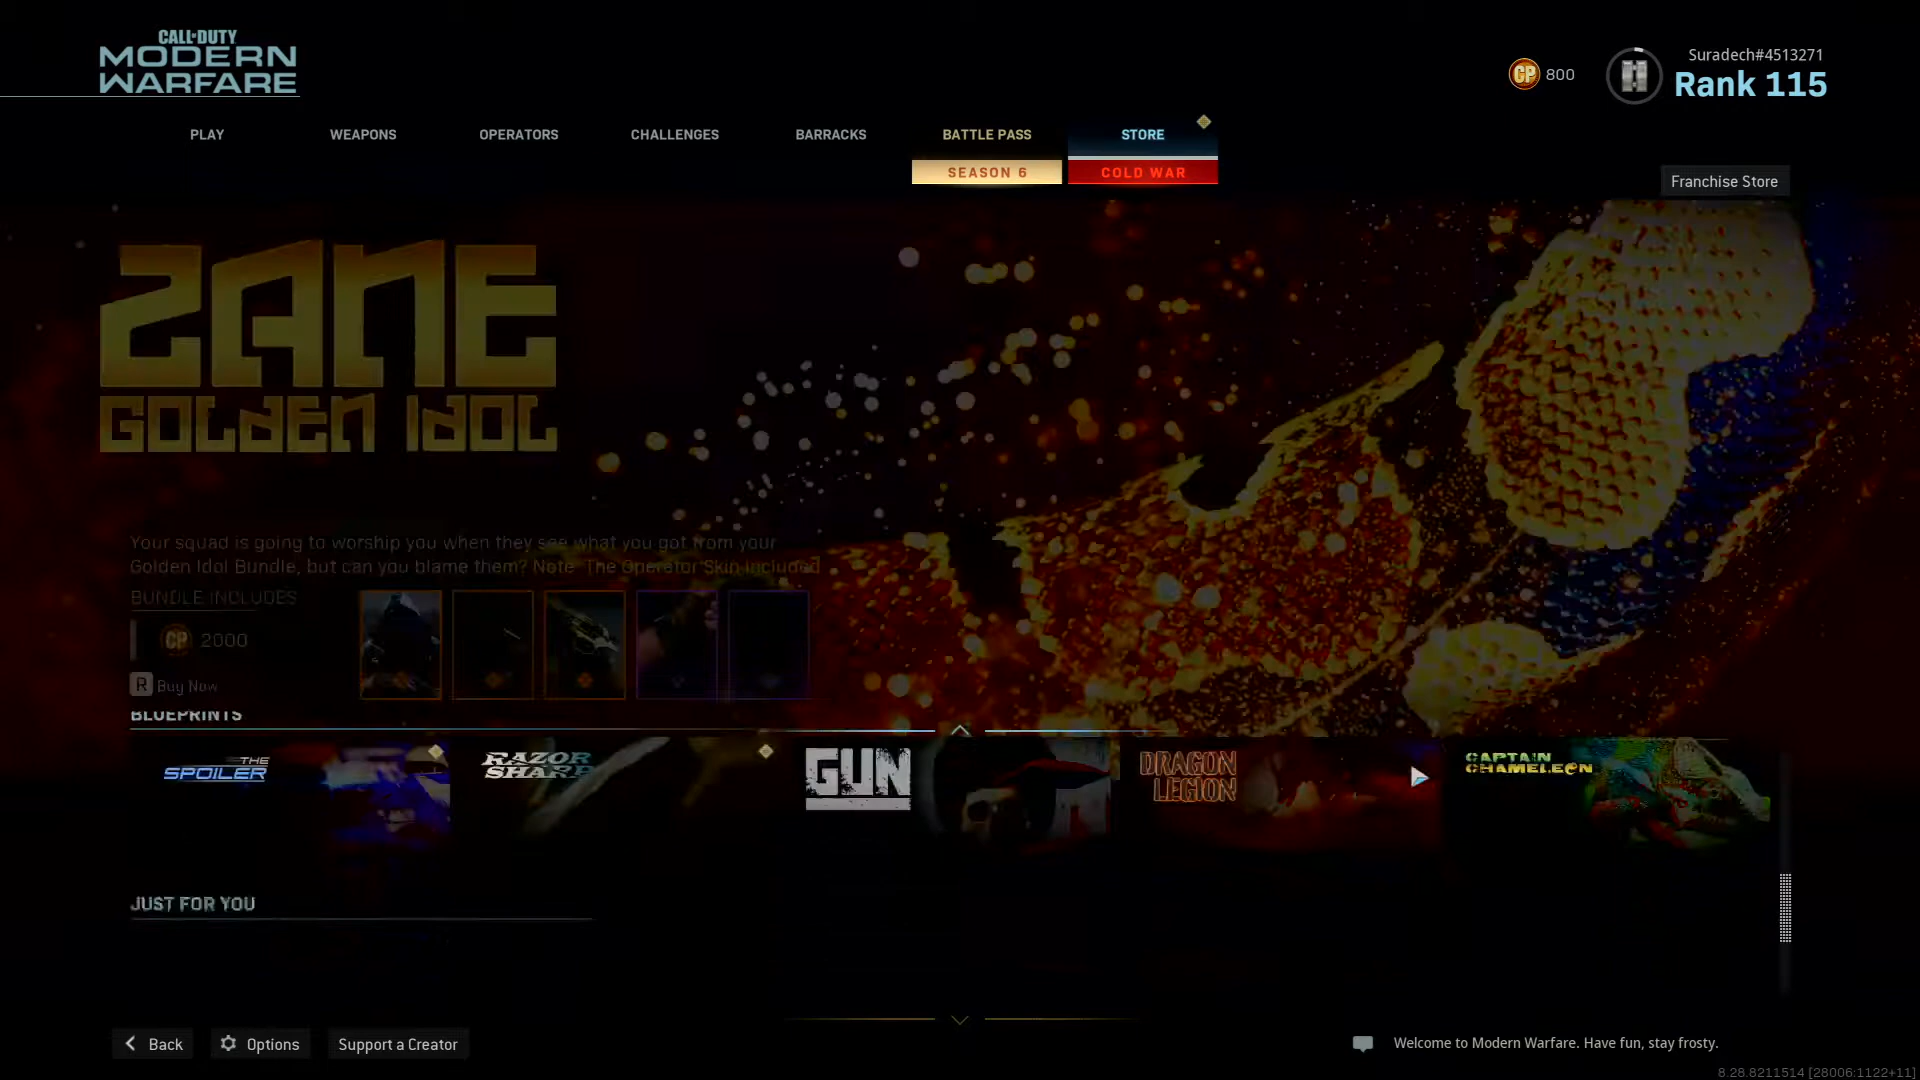 CALL OF DUTY
MODERN
WARFARE
CP 800
Suradech#4513271
Rank 115
PLAY
WEAPONS
OPERATORS
CHALLENGES
BARRACKS
BATTLE PASS
STORE
SEASON 6
COLD WAR
Franchise Store
ZANE
GOLDEN IDOL
Your squad is going to worship you when they see what you got from your
Golden Idol Bundle, but can you blame them? Note: The Operator Skin included
BUNDLE INCLUDES
CP 2000
R Buy Now
BLUEPRINTS
THE
SPOILER
RAZOR
SHARP
GUN
DRAGON
LEGION
CAPTAIN
CHAMELEON
JUST FOR YOU
Back
Options
Support a Creator
Welcome to Modern Warfare. Have fun, stay frosty.
8.28.8211514 [28006:1122+11]